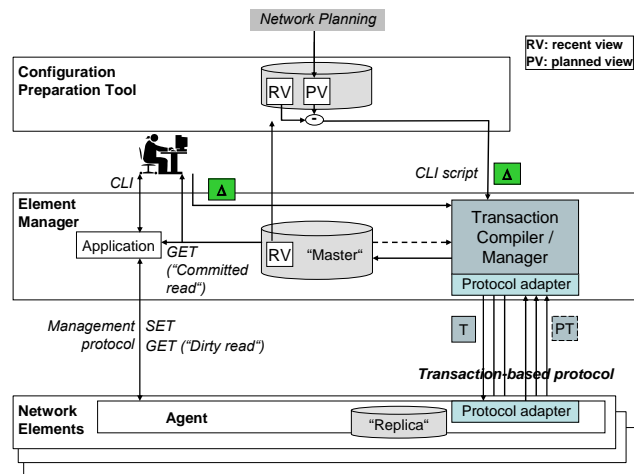 Network Planning
RV: recent view
PV: planned view
Configuration
Preparation Tool
RV
PV
-
CLI
Δ
CLI script
Δ
Element
Manager
Application
GET
(“Committed
read“)
RV
“Master”
Transaction
Compiler /
Manager
Protocol adapter
Management
protocol
SET
GET (“Dirty read“)
T
PT
Transaction-based protocol
Network
Elements
Agent
“Replica“
Protocol adapter